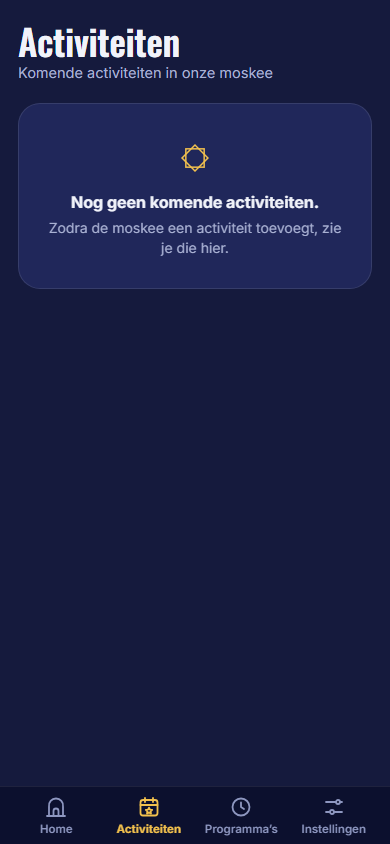 Activiteiten
Komende activiteiten in onze moskee
Nog geen komende activiteiten.
Zodra de moskee een activiteit toevoegt, zie
je die hier.
Home
Activiteiten
Programma's
Instellingen